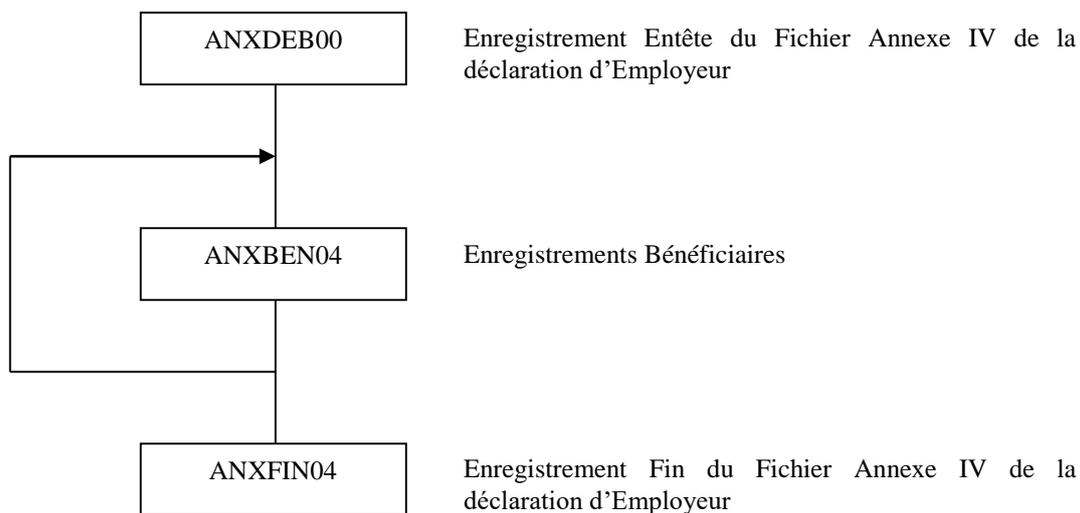 ANXDEB00
Enregistrement Entête du Fichier Annexe IV de la
déclaration d’Employeur
ANXBEN04
Enregistrements Bénéficiaires
ANXFIN04
Enregistrement Fin du Fichier Annexe IV de la
déclaration d’Employeur